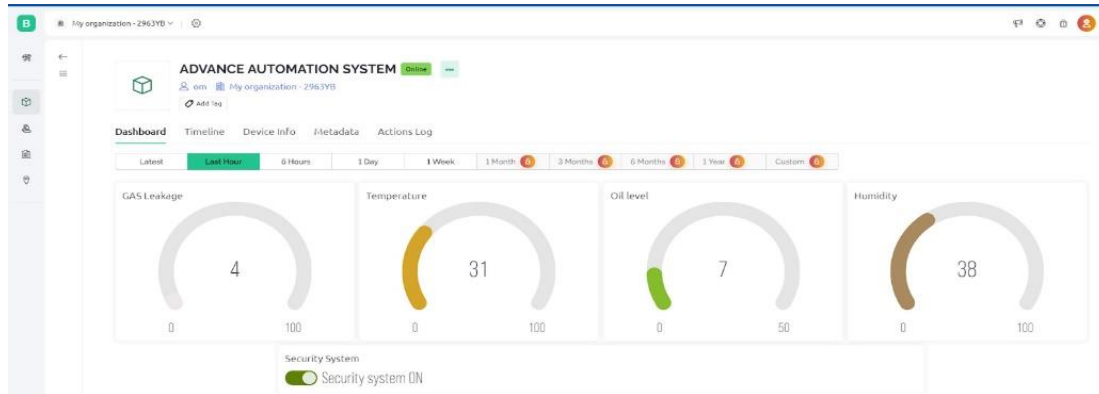 B My organization - 2963YB
ADVANCE AUTOMATION SYSTEM Online
om My organization - 2963YB
Add Tag
Dashboard Timeline Device Info Metadata Actions Log
Latest Last Hour 6 Hours 1 Day 1 Week 1 Month 3 Months 6 Months 1 Year Custom
GAS Leakage Temperature Oil level Humidity
4 31 7 38
0 100 0 100 0 50 0 100
Security System
Security system ON